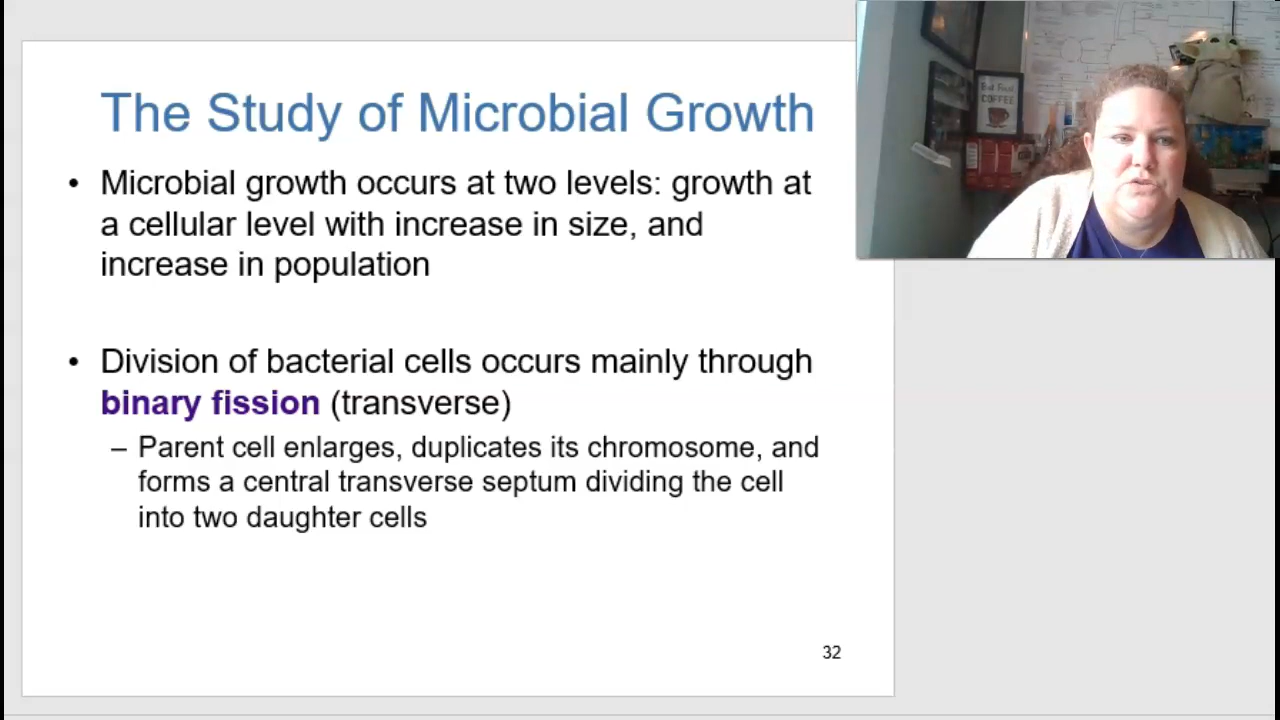 The Study of Microbial Growth
• Microbial growth occurs at two levels: growth at
a cellular level with increase in size, and
increase in population
• Division of bacterial cells occurs mainly through
binary fission (transverse)
– Parent cell enlarges, duplicates its chromosome, and
forms a central transverse septum dividing the cell
into two daughter cells
32
COFFEE